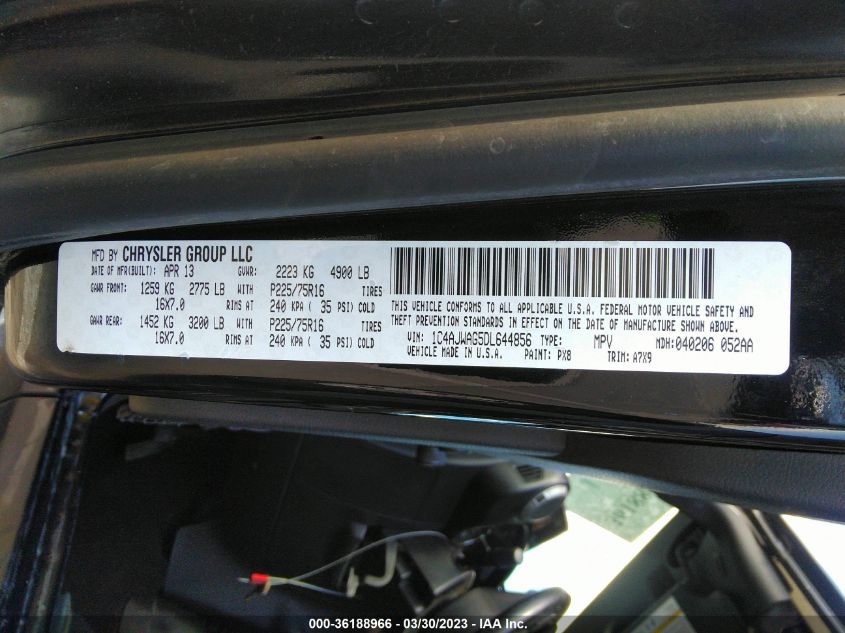 MFD BY CHRYSLER GROUP LLC
DATE OF MFR(BUILT): APR 13 GVWR: 2223 KG 4900 LB
GAWR FRONT: 1259 KG 2775 LB WITH P225/75R16 TIRES
16X7.0 RIMS AT 240 KPA ( 35 PSI) COLD
GAWR REAR: 1452 KG 3200 LB WITH P225/75R16 TIRES
16X7.0 RIMS AT 240 KPA ( 35 PSI) COLD
THIS VEHICLE CONFORMS TO ALL APPLICABLE U.S.A. FEDERAL MOTOR VEHICLE SAFETY AND
THEFT PREVENTION STANDARDS IN EFFECT ON THE DATE OF MANUFACTURE SHOWN ABOVE.
VIN: 1C4AJWAG5DL644856 TYPE: MPV MDH: 040206 052AA
VEHICLE MADE IN U.S.A. PAINT: PX8 TRIM: A7X9
000-36188966 — 03/30/2023 - IAA Inc.